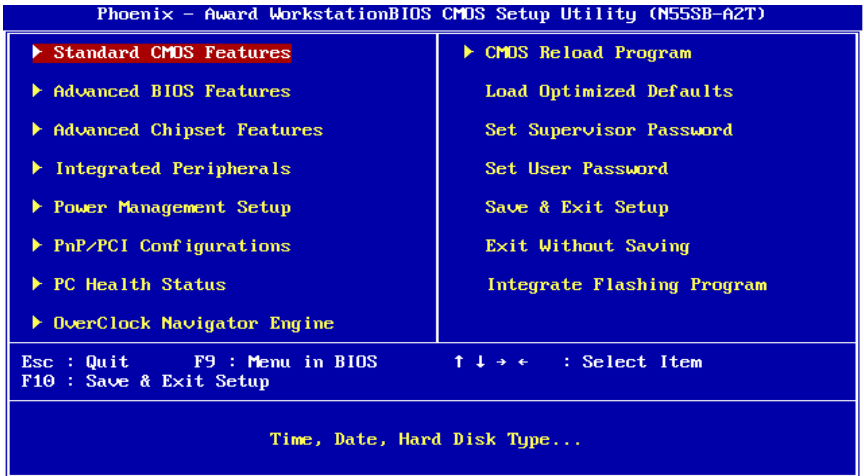 Phoenix - Award WorkstationBIOS CMOS Setup Utility (N55SB-A2T)
Standard CMOS Features
Advanced BIOS Features
Advanced Chipset Features
Integrated Peripherals
Power Management Setup
PnP/PCI Configurations
PC Health Status
OverClock Navigator Engine
CMOS Reload Program
Load Optimized Defaults
Set Supervisor Password
Set User Password
Save & Exit Setup
Exit Without Saving
Integrate Flashing Program
Esc : Quit F9 : Menu in BIOS ↑ ↓ → ← : Select Item
F10 : Save & Exit Setup
Time, Date, Hard Disk Type...